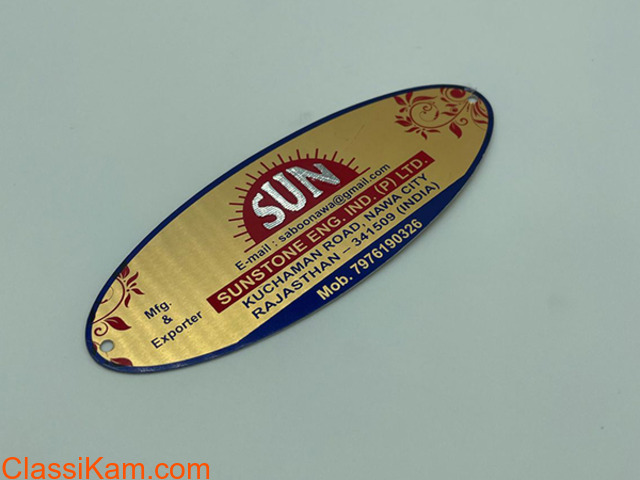 SUN
E-mail : saboonawa@gmail.com
SUNSTONE ENG. IND. (P) LTD.
KUCHAMAN ROAD, NAWA CITY
RAJASTHAN – 341509 (INDIA)
Mob. 7976190326
Mfg.
&
Exporter
ClassiKam.com